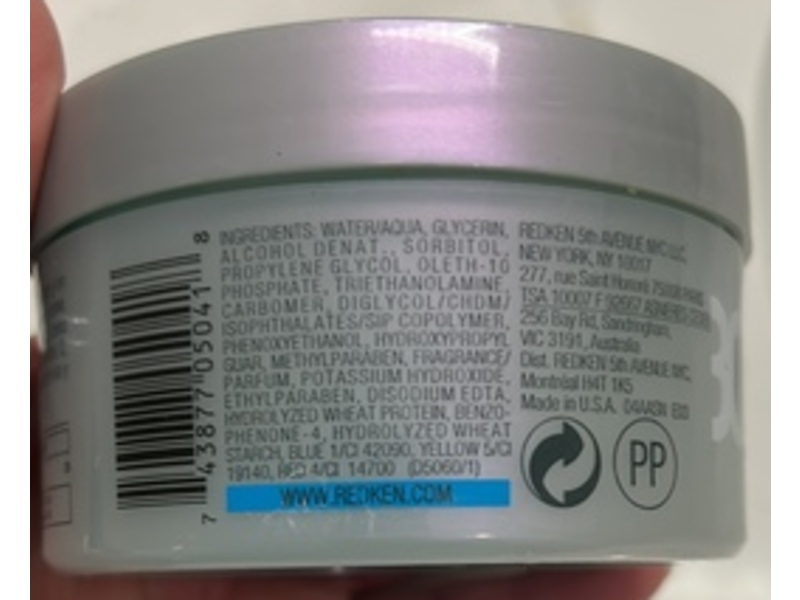 INGREDIENTS: WATER/AQUA, GLYCERIN,
ALCOHOL DENAT., SORBITOL,
PROPYLENE GLYCOL, OLETH-10
PHOSPHATE, TRIETHANOLAMINE,
CARBOMER, DIGLYCOL/CHDM/
ISOPHTHALATES/SIP COPOLYMER,
PHENOXYETHANOL, HYDROXYPROPYL
GUAR, METHYLPARABEN, FRAGRANCE/
PARFUM, POTASSIUM HYDROXIDE,
ETHYLPARABEN, DISODIUM EDTA,
HYDROLYZED WHEAT PROTEIN, BENZO-
PHENONE-4, HYDROLYZED WHEAT
STARCH, BLUE 1/CI 42090, YELLOW 5/CI
19140, RED 4/CI 14700 (D5060/1)
WWW.REDKEN.COM
REDKEN 5th AVENUE NYC LLC,
NEW YORK, NY 10017
277, rue Saint Honoré 75008 PARIS
TSA 10007 F 92667
256 Bay Rd, Sandringham,
VIC 3191, Australia
Dist. REDKEN 5th AVENUE NYC,
Montréal H4T 1K5
Made in U.S.A.
PP
7 43877 05041 8